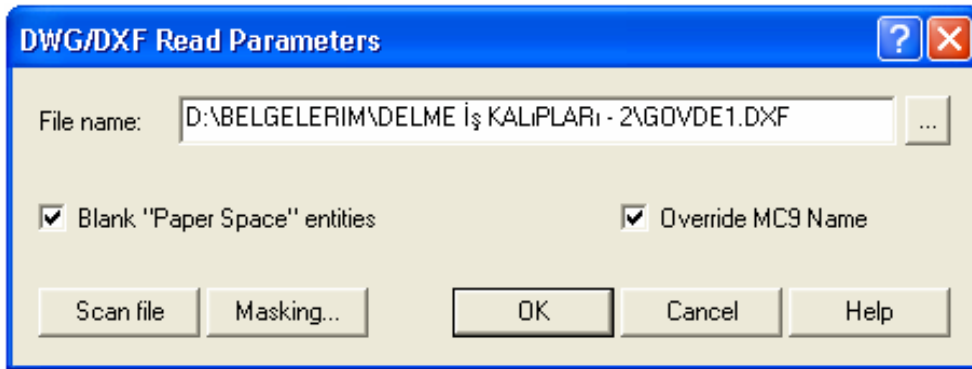 DWG/DXF Read Parameters
File name: D:\BELGELERIM\DELME İş KALıPLARı - 2\GOVDE1.DXF ...
Blank "Paper Space" entities Override MC9 Name
Scan file Masking... OK Cancel Help